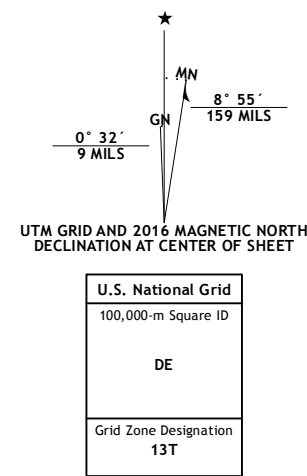 ★
MN
8° 55´
159 MILS
GN
0° 32´
9 MILS
UTM GRID AND 2016 MAGNETIC NORTH
DECLINATION AT CENTER OF SHEET
U.S. National Grid
100,000-m Square ID
DE
Grid Zone Designation
13T